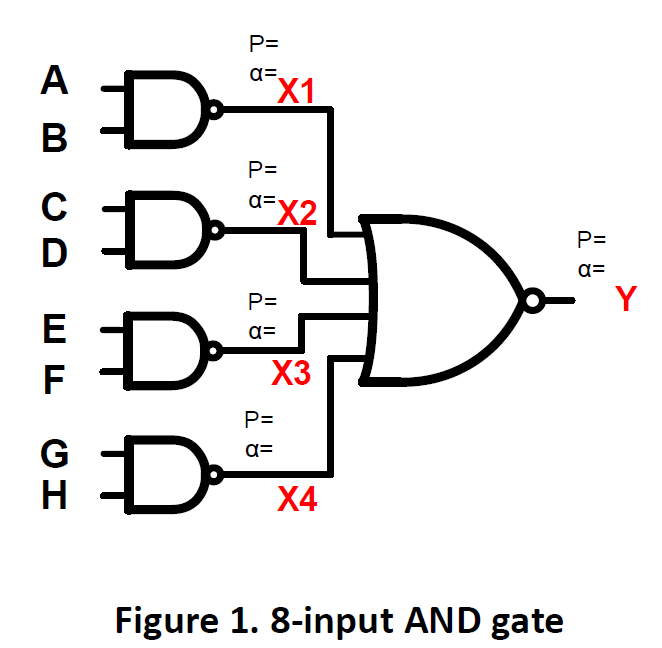 P=
α=
X1
A
B
P=
α=
X2
C
D
P=
α=
Y
P=
α=
X3
E
F
P=
α=
X4
G
H
Figure 1. 8-input AND gate